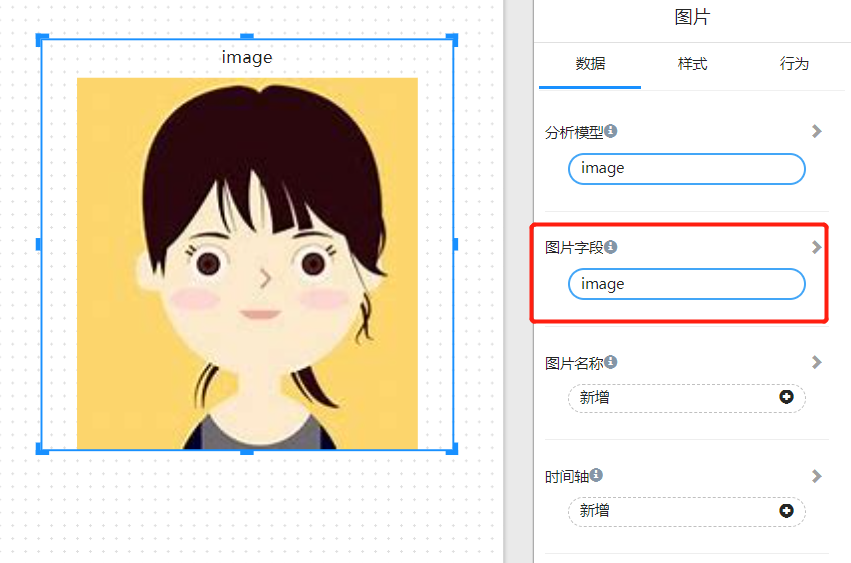 image
图片
数据 样式 行为
分析模型
image
图片字段
image
图片名称
新增
时间轴
新增